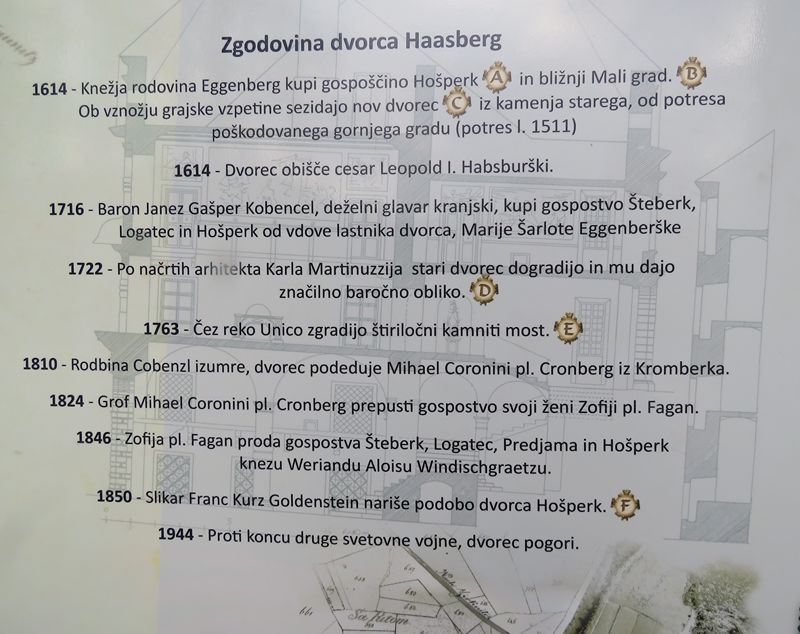 Zgodovina dvorca Haasberg
1614 - Knežja rodovina Eggenberg kupi gospoščino Hošperk A in bližnji Mali grad. B
Ob vznožju grajske vzpetine sezidajo nov dvorec C iz kamenja starega, od potresa
poškodovanega gornjega gradu (potres l. 1511)
1614 - Dvorec obišče cesar Leopold I. Habsburški.
1716 - Baron Janez Gašper Kobencel, deželni glavar kranjski, kupi gospostvo Šteberk,
Logatec in Hošperk od vdove lastnika dvorca, Marije Šarlote Eggenberške
1722 - Po načrtih arhitekta Karla Martinuzzija stari dvorec dogradijo in mu dajo
značilno baročno obliko. D
1763 - Čez reko Unico zgradijo štiriločni kamniti most. E
1810 - Rodbina Cobenzl izumre, dvorec podeduje Mihael Coronini pl. Cronberg iz Kromberka.
1824 - Grof Mihael Coronini pl. Cronberg prepusti gospostvo svoji ženi Zofiji pl. Fagan.
1846 - Zofija pl. Fagan proda gospostva Šteberk, Logatec, Predjama in Hošperk
knezu Weriandu Aloisu Windischgraetzu.
1850 - Slikar Franc Kurz Goldenstein nariše podobo dvorca Hošperk. F
1944 - Proti koncu druge svetovne vojne, dvorec pogori.